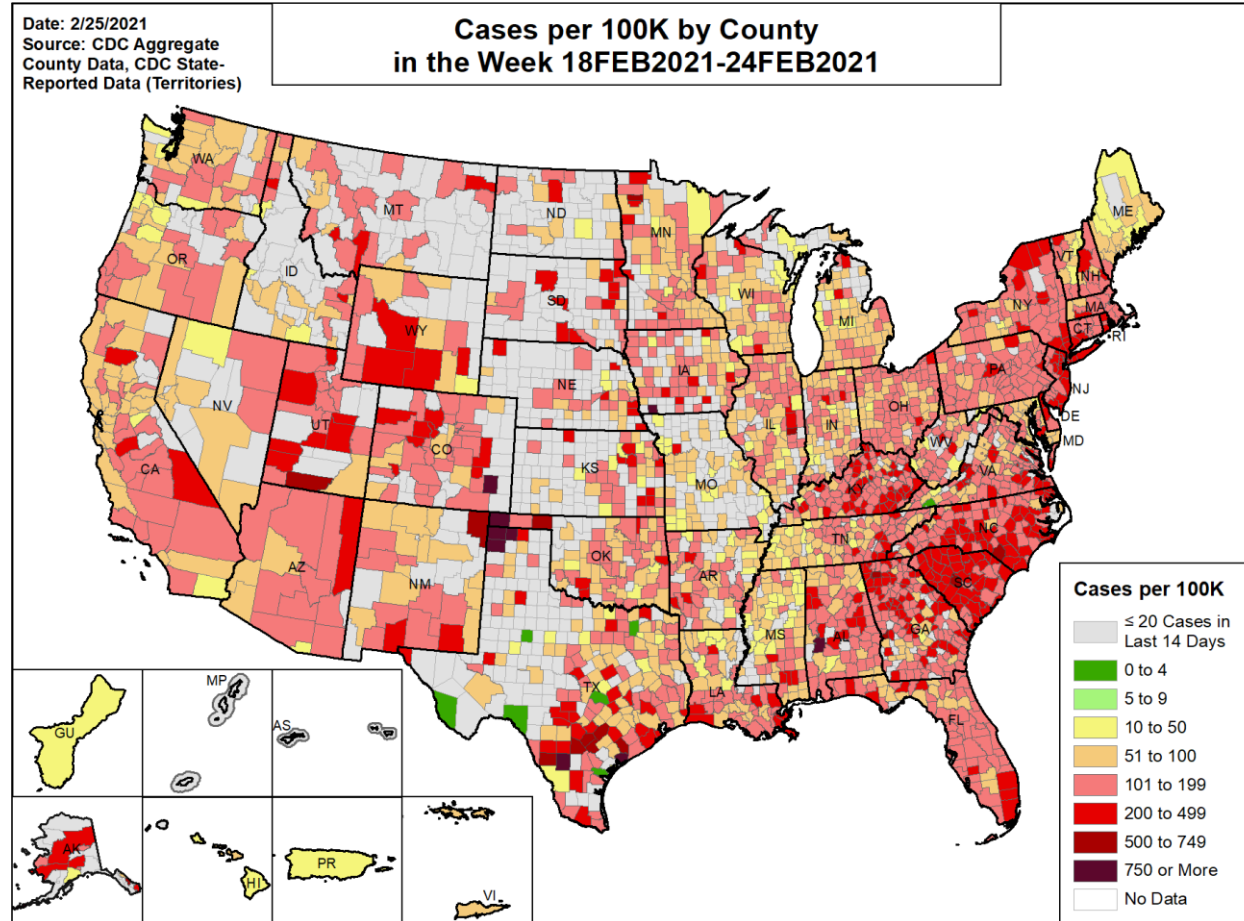 Date: 2/25/2021
Source: CDC Aggregate
County Data, CDC State-
Reported Data (Territories)
Cases per 100K by County
in the Week 18FEB2021-24FEB2021
WA
MT
ND
MN
ME
OR
ID
SD
WI
VT
NH
NY
MA
CT
RI
WY
MI
IA
NE
PA
NJ
NV
UT
CO
IL
IN
OH
DE
MD
WV
VA
CA
KS
MO
KY
NC
TN
OK
AR
AZ
NM
SC
MS
AL
GA
TX
LA
FL
GU
MP
AS
AK
HI
PR
VI
Cases per 100K
≤ 20 Cases in
Last 14 Days
0 to 4
5 to 9
10 to 50
51 to 100
101 to 199
200 to 499
500 to 749
750 or More
No Data